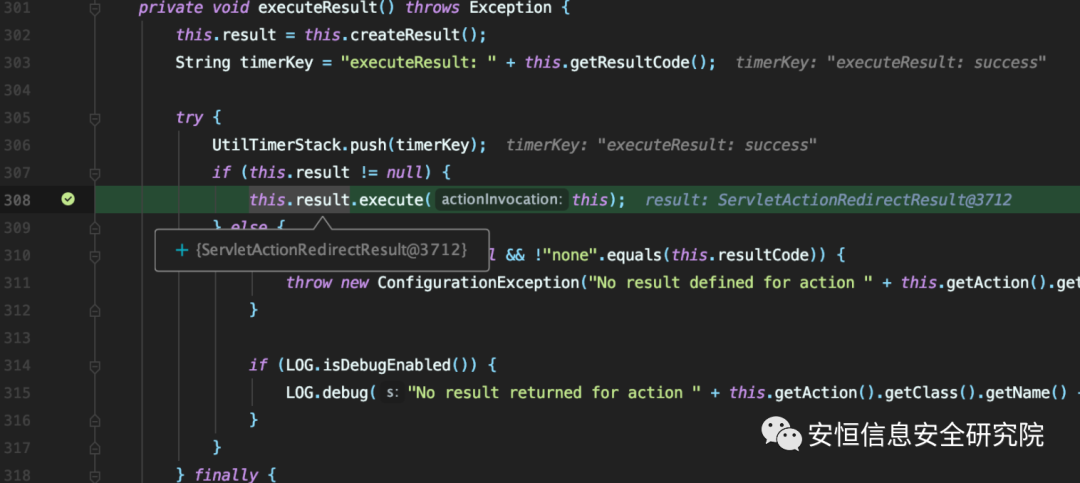 301 private void executeResult() throws Exception {
302 this.result = this.createResult();
303 String timerKey = "executeResult: " + this.getResultCode(); timerKey: "executeResult: success"
304
305 try {
306 UtilTimerStack.push(timerKey); timerKey: "executeResult: success"
307 if (this.result != null) {
308 this.result.execute( actionInvocation: this); result: ServletActionRedirectResult@3712
309 } else {
+ {ServletActionRedirectResult@3712}
310 && !"none".equals(this.resultCode)) {
311 throw new ConfigurationException("No result defined for action " + this.getAction().get
312 }
313
314 if (LOG.isDebugEnabled()) {
315 LOG.debug( s: "No result returned for action " + this.getAction().getClass().getName() +
316 }
317 }
318 } finally {
安恒信息安全研究院